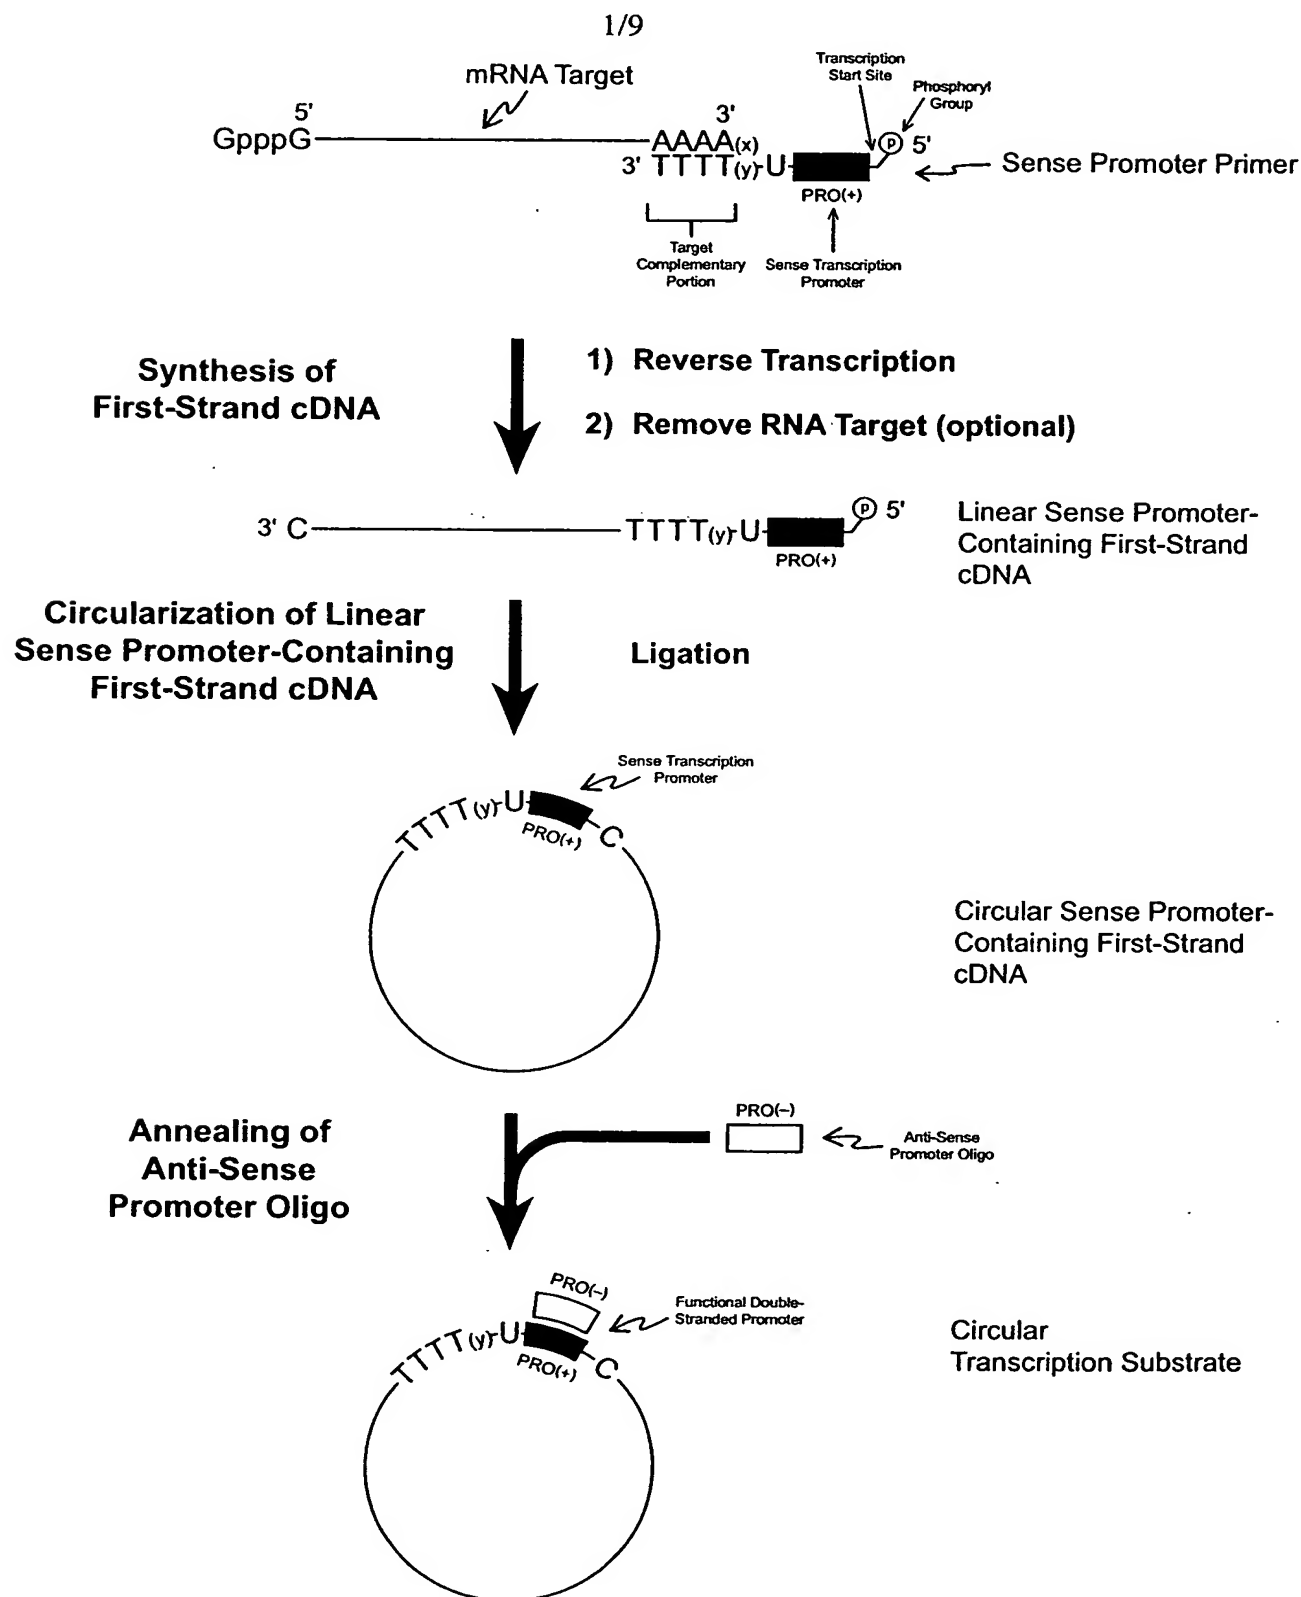 1/9
mRNA Target
Transcription
Start Site
Phosphoryl
Group
5'
3'
GpppG
AAAA(x)
P 5'
3' TTTT(y)-U
Sense Promoter Primer
PRO(+)
Target
Complementary
Portion
Sense Transcription
Promoter
Synthesis of
First-Strand cDNA
1) Reverse Transcription
2) Remove RNA Target (optional)
3' C
TTTT(y)-U
P 5'
PRO(+)
Linear Sense Promoter-
Containing First-Strand
cDNA
Circularization of Linear
Sense Promoter-Containing
First-Strand cDNA
Ligation
Sense Transcription
Promoter
TTTT(y)-U
PRO(+)
C
Circular Sense Promoter-
Containing First-Strand
cDNA
Annealing of
Anti-Sense
Promoter Oligo
PRO(–)
Anti-Sense
Promoter Oligo
PRO(–)
Functional Double-
Stranded Promoter
TTTT(y)-U
PRO(+)
C
Circular
Transcription Substrate